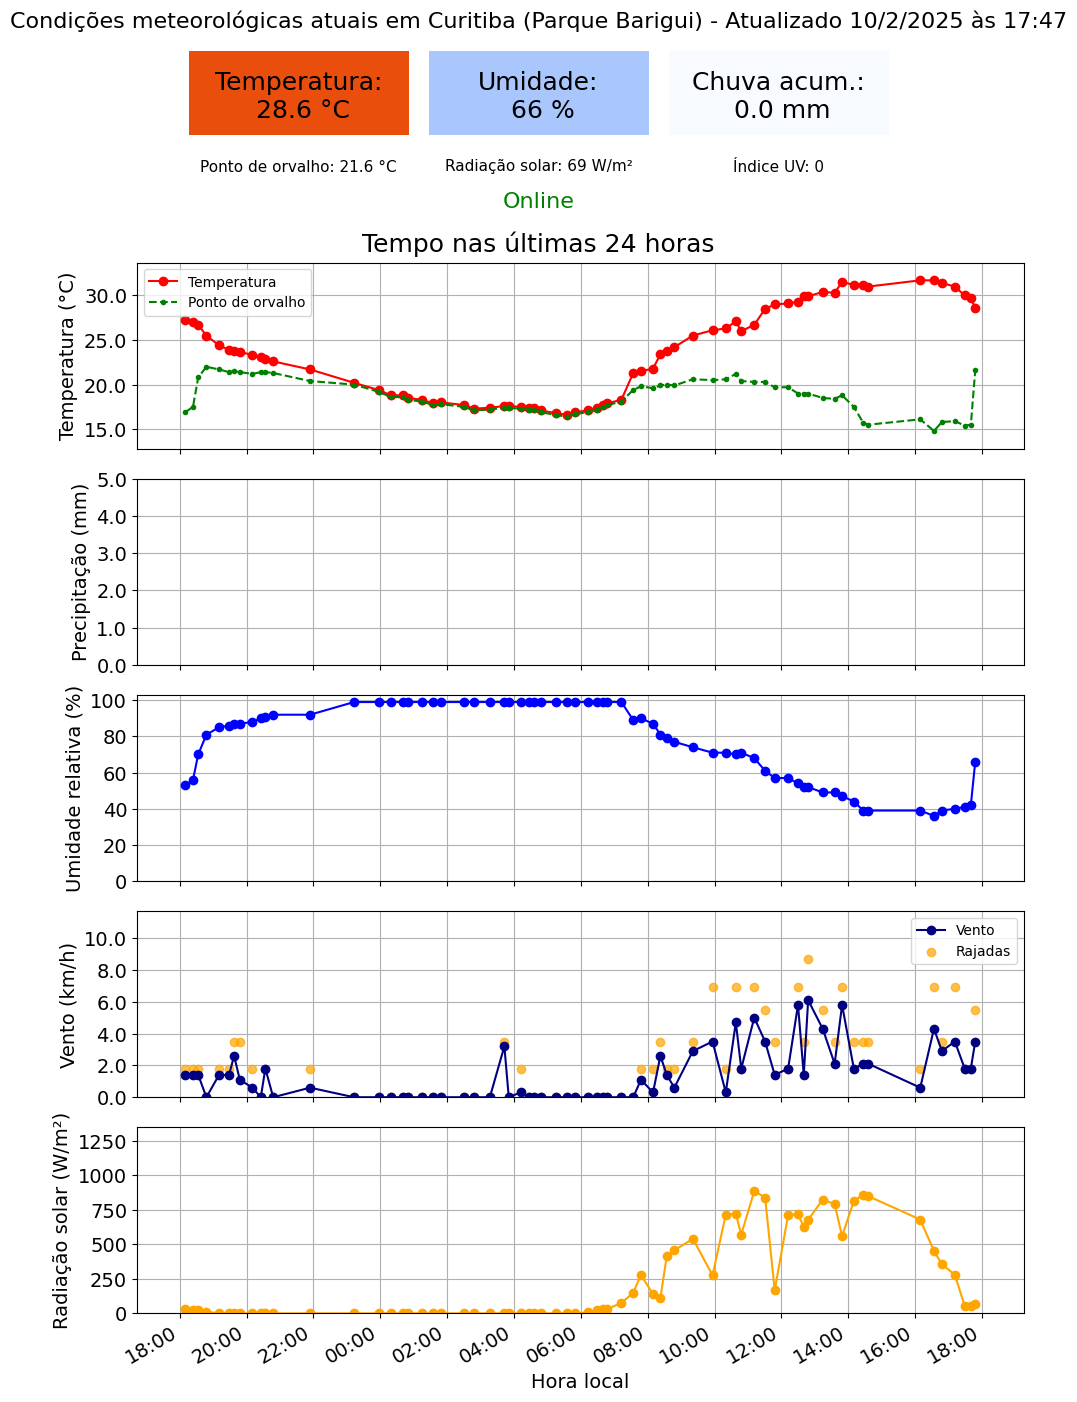 Condições meteorológicas atuais em Curitiba (Parque Barigui) - Atualizado 10/2/2025 às 17:47
Temperatura:
28.6 °C
Umidade:
66 %
Chuva acum.:
0.0 mm
Ponto de orvalho: 21.6 °C
Radiação solar: 69 W/m²
Índice UV: 0
Online
Tempo nas últimas 24 horas
Temperatura (°C)
30.0
25.0
20.0
15.0
Temperatura
Ponto de orvalho
Precipitação (mm)
5.0
4.0
3.0
2.0
1.0
0.0
Umidade relativa (%)
100
80
60
40
20
0
Vento (km/h)
10.0
8.0
6.0
4.0
2.0
0.0
Vento
Rajadas
Radiação solar (W/m²)
1250
1000
750
500
250
0
18:00
20:00
22:00
00:00
02:00
04:00
06:00
08:00
10:00
12:00
14:00
16:00
18:00
Hora local